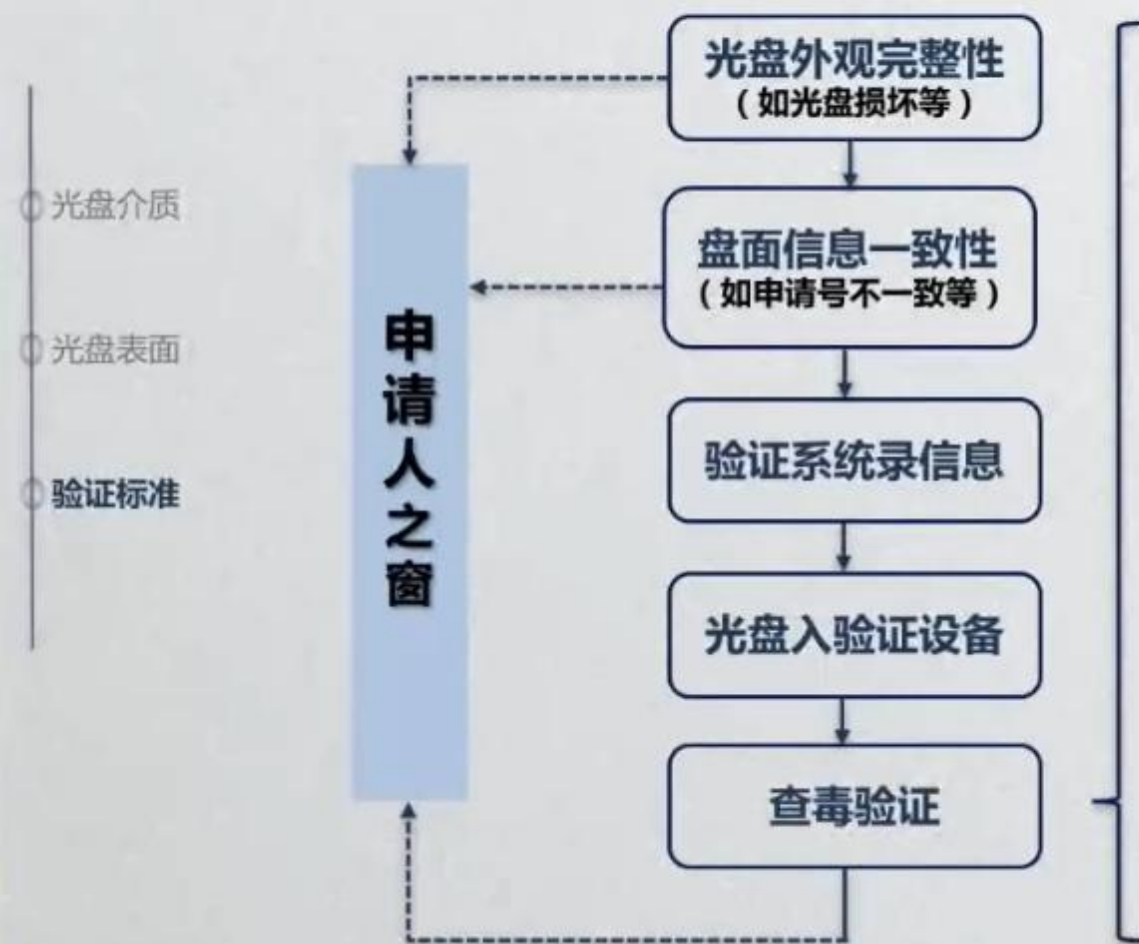 光盘介质
光盘表面
验证标准
申请人之窗
光盘外观完整性
（如光盘损坏等）
盘面信息一致性
（如申请号不一致等）
验证系统录信息
光盘入验证设备
查毒验证